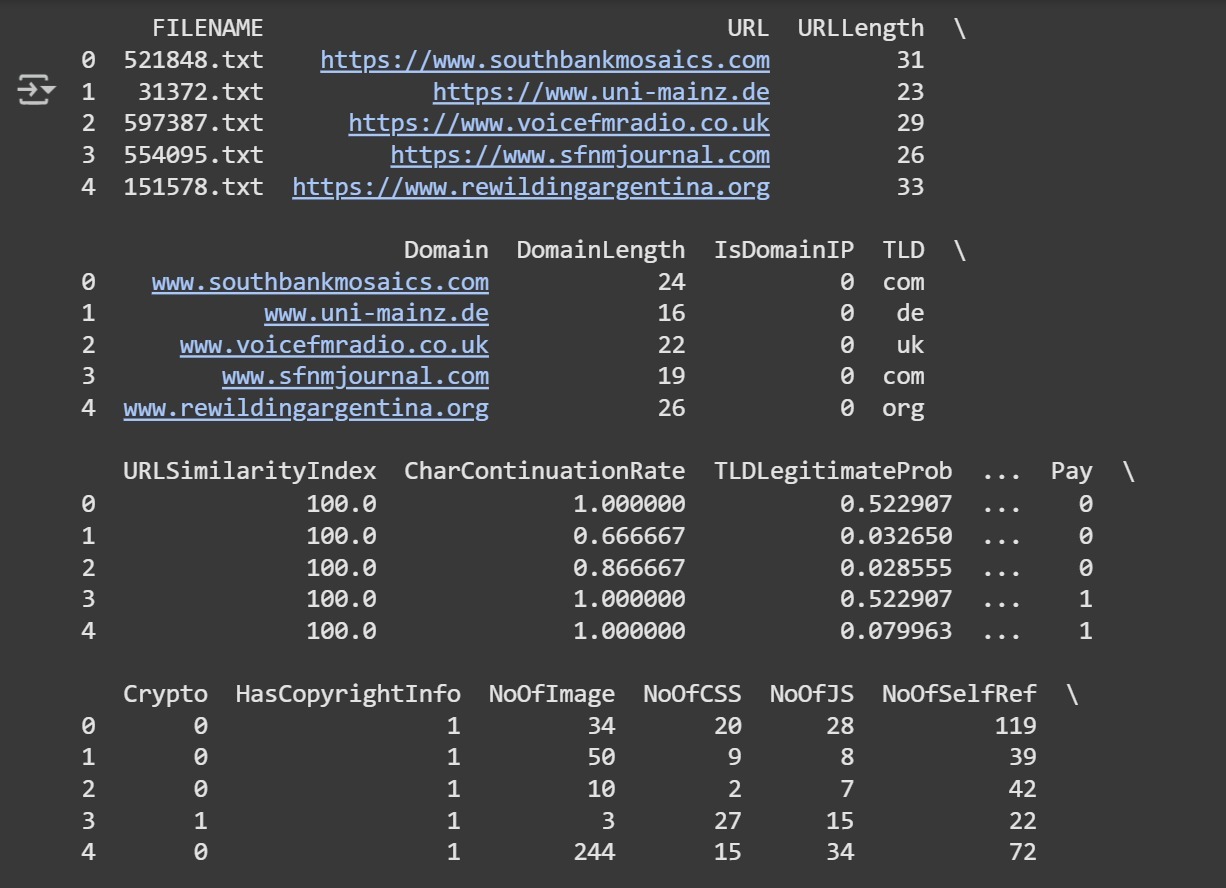 FILENAME URL URLLength \
0 521848.txt https://www.southbankmosaics.com 31
1 31372.txt https://www.uni-mainz.de 23
2 597387.txt https://www.voicefmradio.co.uk 29
3 554095.txt https://www.sfnmjournal.com 26
4 151578.txt https://www.rewildingargentina.org 33
Domain DomainLength IsDomainIP TLD \
0 www.southbankmosaics.com 24 0 com
1 www.uni-mainz.de 16 0 de
2 www.voicefmradio.co.uk 22 0 uk
3 www.sfnmjournal.com 19 0 com
4 www.rewildingargentina.org 26 0 org
URLSimilarityIndex CharContinuationRate TLDLegitimateProb ... Pay \
0 100.0 1.000000 0.522907 ... 0
1 100.0 0.666667 0.032650 ... 0
2 100.0 0.866667 0.028555 ... 0
3 100.0 1.000000 0.522907 ... 1
4 100.0 1.000000 0.079963 ... 1
Crypto HasCopyrightInfo NoOfImage NoOfCSS NoOfJS NoOfSelfRef \
0 0 1 34 20 28 119
1 0 1 50 9 8 39
2 0 1 10 2 7 42
3 1 1 3 27 15 22
4 0 1 244 15 34 72